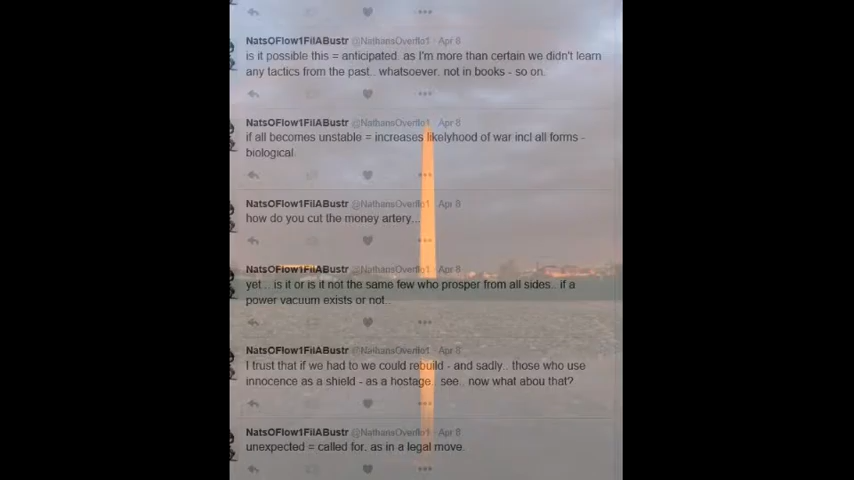 NatsOFlow1FilABustr @NathansOverflo1 · Apr 8
is it possible this = anticipated. as I'm more than certain we didn't learn
any tactics from the past.. whatsoever. not in books - so on.
NatsOFlow1FilABustr @NathansOverflo1 · Apr 8
if all becomes unstable = increases likelyhood of war incl all forms -
biological.
NatsOFlow1FilABustr @NathansOverflo1 · Apr 8
how do you cut the money artery...
NatsOFlow1FilABustr @NathansOverflo1 · Apr 8
yet .. is it or is it not the same few who prosper from all sides.. if a
power vacuum exists or not..
NatsOFlow1FilABustr @NathansOverflo1 · Apr 8
I trust that if we had to we could rebuild - and sadly.. those who use
innocence as a shield - as a hostage.. see.. now what abou that?
NatsOFlow1FilABustr @NathansOverflo1 · Apr 8
unexpected = called for. as in a legal move.